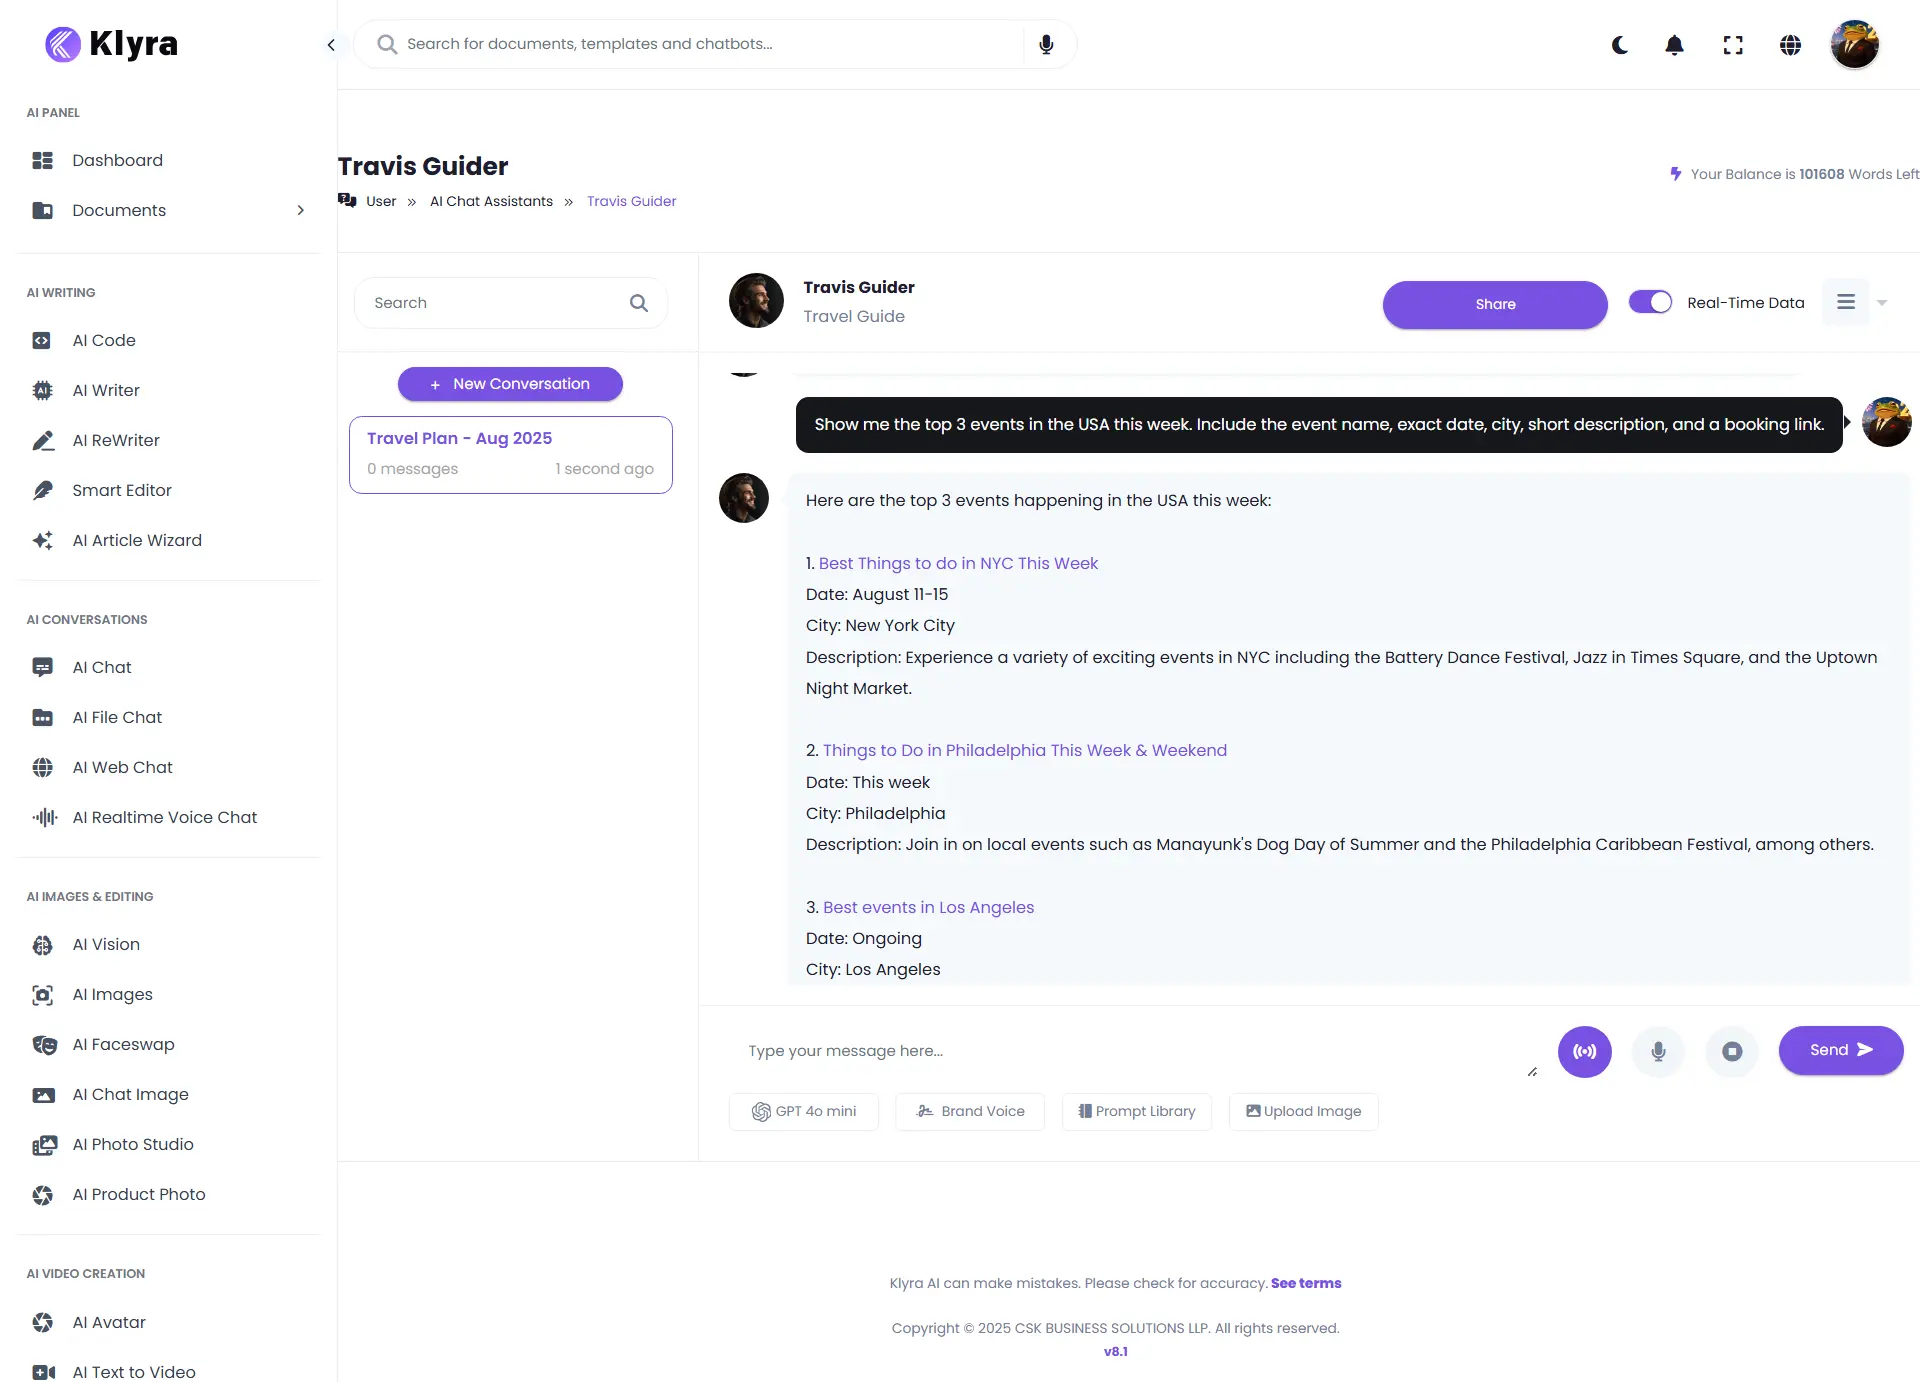 Klyra
Search for documents, templates and chatbots...
AI PANEL
Dashboard
Documents
AI WRITING
AI Code
AI Writer
AI ReWriter
Smart Editor
AI Article Wizard
AI CONVERSATIONS
AI Chat
AI File Chat
AI Web Chat
AI Realtime Voice Chat
AI IMAGES & EDITING
AI Vision
AI Images
AI Faceswap
AI Chat Image
AI Photo Studio
AI Product Photo
AI VIDEO CREATION
AI Avatar
AI Text to Video
Travis Guider
User » AI Chat Assistants » Travis Guider
Your Balance is 101608 Words Left
Search
+ New Conversation
Travel Plan - Aug 2025
0 messages 1 second ago
Travis Guider
Travel Guide
Share
Real-Time Data
Show me the top 3 events in the USA this week. Include the event name, exact date, city, short description, and a booking link.
Here are the top 3 events happening in the USA this week:
1. Best Things to do in NYC This Week
Date: August 11-15
City: New York City
Description: Experience a variety of exciting events in NYC including the Battery Dance Festival, Jazz in Times Square, and the Uptown
Night Market.
2. Things to Do in Philadelphia This Week & Weekend
Date: This week
City: Philadelphia
Description: Join in on local events such as Manayunk's Dog Day of Summer and the Philadelphia Caribbean Festival, among others.
3. Best events in Los Angeles
Date: Ongoing
City: Los Angeles
Type your message here...
Send
GPT 4o mini
Brand Voice
Prompt Library
Upload Image
Klyra AI can make mistakes. Please check for accuracy. See terms
Copyright © 2025 CSK BUSINESS SOLUTIONS LLP. All rights reserved.
v8.1